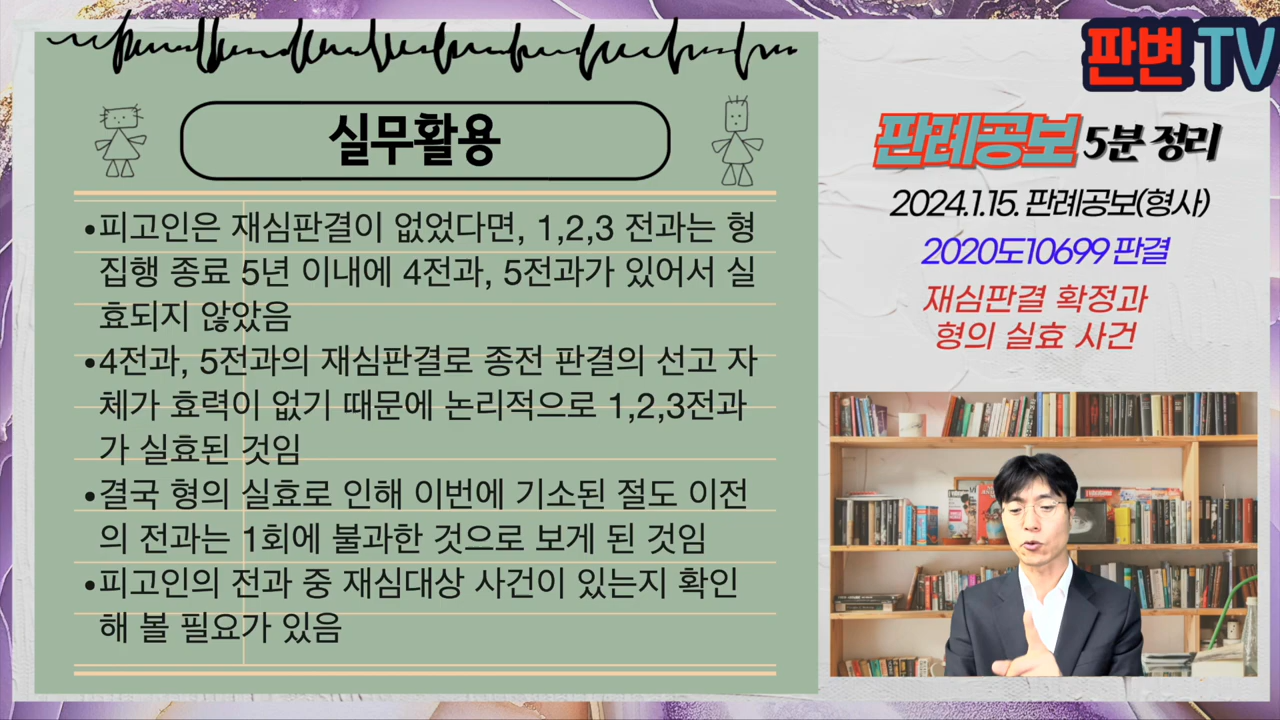 판변 TV
실무활용
•피고인은 재심판결이 없었다면, 1,2,3 전과는 형
집행 종료 5년 이내에 4전과, 5전과가 있어서 실
효되지 않았음
•4전과, 5전과의 재심판결로 종전 판결의 선고 자
체가 효력이 없기 때문에 논리적으로 1,2,3전과
가 실효된 것임
•결국 형의 실효로 인해 이번에 기소된 절도 이전
의 전과는 1회에 불과한 것으로 보게 된 것임
•피고인의 전과 중 재심대상 사건이 있는지 확인
해 볼 필요가 있음
판례공보 5분 정리
2024.1.15. 판례공보(형사)
2020도10699 판결
재심판결 확정과
형의 실효 사건